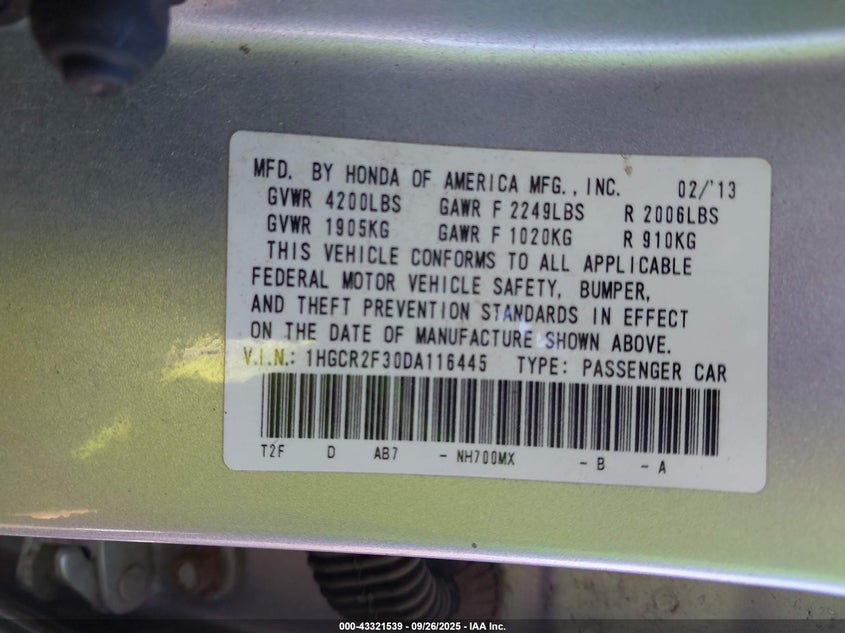 MFD. BY HONDA OF AMERICA MFG., INC. 02/'13
GVWR 4200LBS GAWR F 2249LBS R 2006LBS
GVWR 1905KG GAWR F 1020KG R 910KG
THIS VEHICLE CONFORMS TO ALL APPLICABLE
FEDERAL MOTOR VEHICLE SAFETY, BUMPER,
AND THEFT PREVENTION STANDARDS IN EFFECT
ON THE DATE OF MANUFACTURE SHOWN ABOVE.
V.I.N.: 1HGCR2F30DA116445 TYPE: PASSENGER CAR
T2F D AB7 - NH700MX - B - A
000-43321539 - 09/26/2025 - IAA Inc.